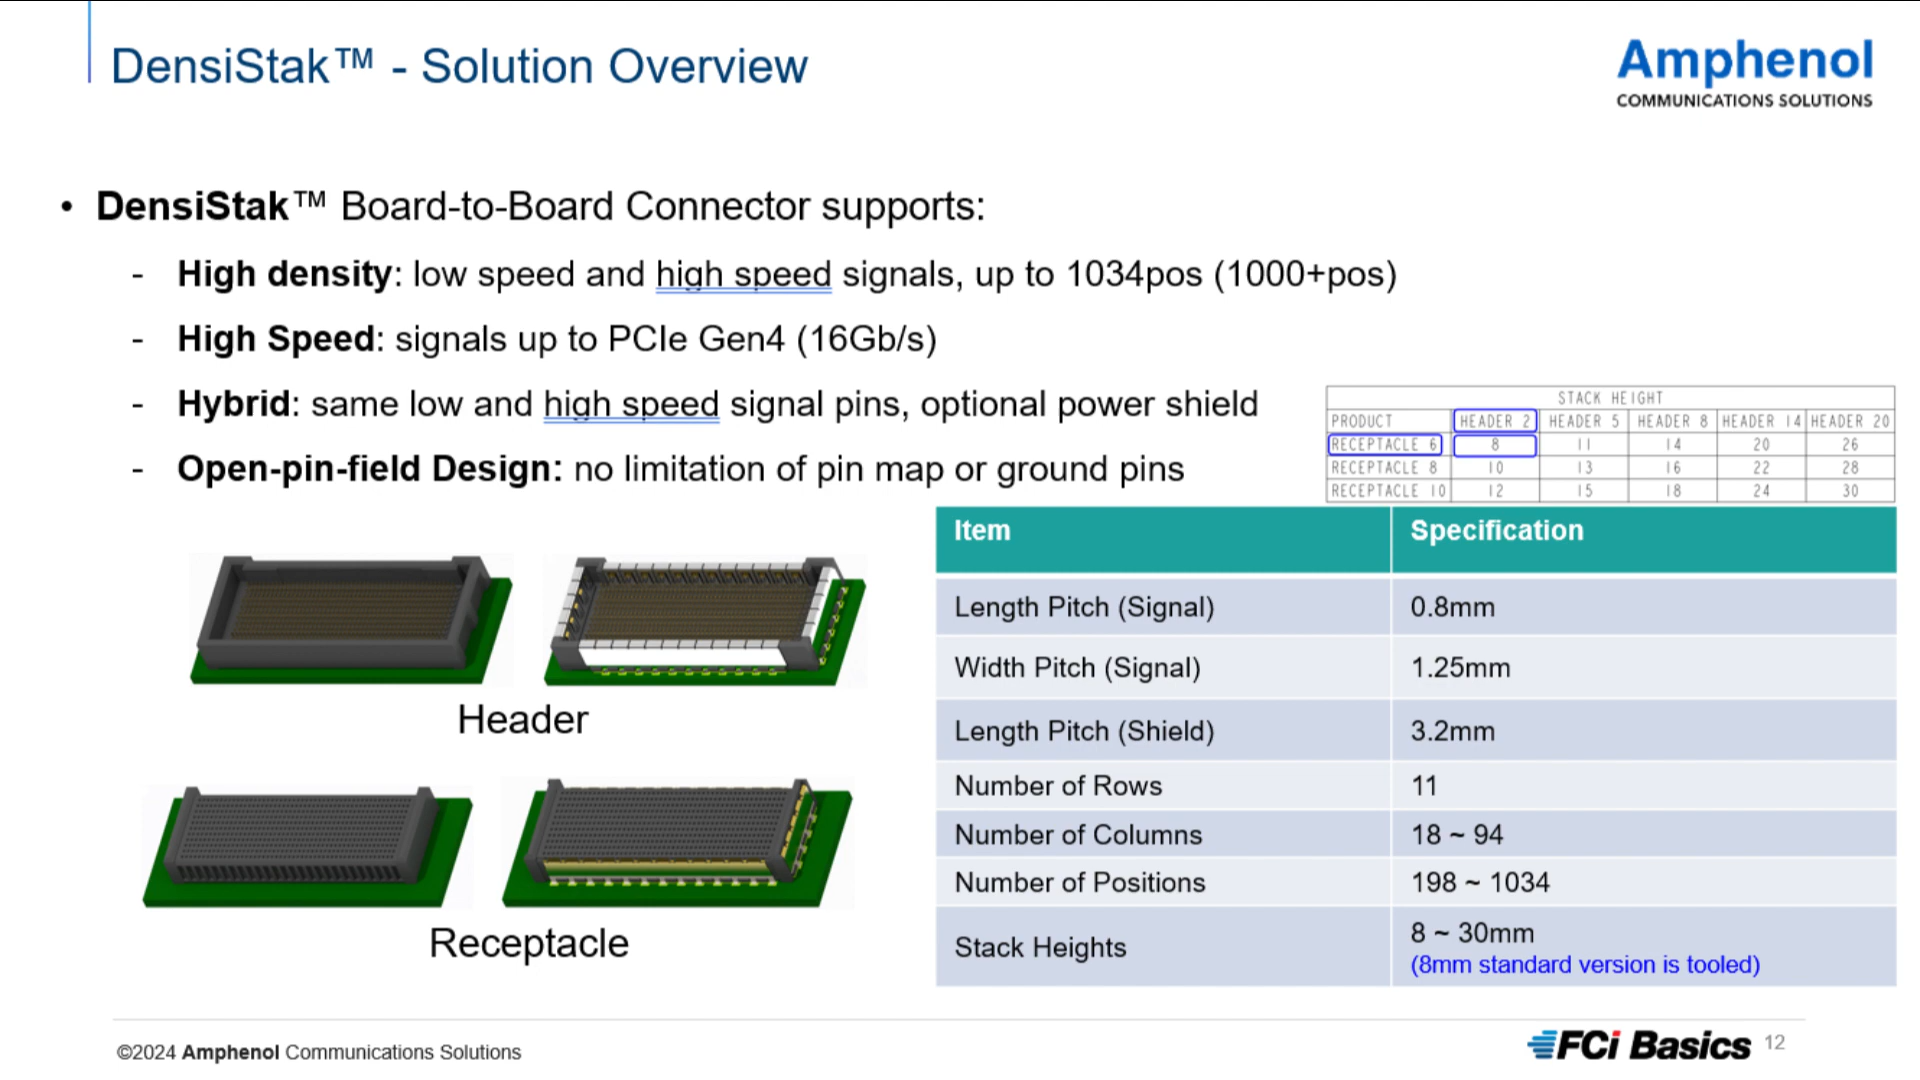 DensiStak™ - Solution Overview
Amphenol
COMMUNICATIONS SOLUTIONS
• DensiStak™ Board-to-Board Connector supports:
- High density: low speed and high speed signals, up to 1034pos (1000+pos)
- High Speed: signals up to PCIe Gen4 (16Gb/s)
- Hybrid: same low and high speed signal pins, optional power shield
- Open-pin-field Design: no limitation of pin map or ground pins
STACK HEIGHT
PRODUCT HEADER 2 HEADER 5 HEADER 8 HEADER 14 HEADER 20
RECEPTACLE 6 8 11 14 20 26
RECEPTACLE 8 10 13 16 22 28
RECEPTACLE 10 12 15 18 24 30
Header
Receptacle
Item Specification
Length Pitch (Signal) 0.8mm
Width Pitch (Signal) 1.25mm
Length Pitch (Shield) 3.2mm
Number of Rows 11
Number of Columns 18 ~ 94
Number of Positions 198 ~ 1034
Stack Heights 8 ~ 30mm
(8mm standard version is tooled)
©2024 Amphenol Communications Solutions
FCi Basics 12